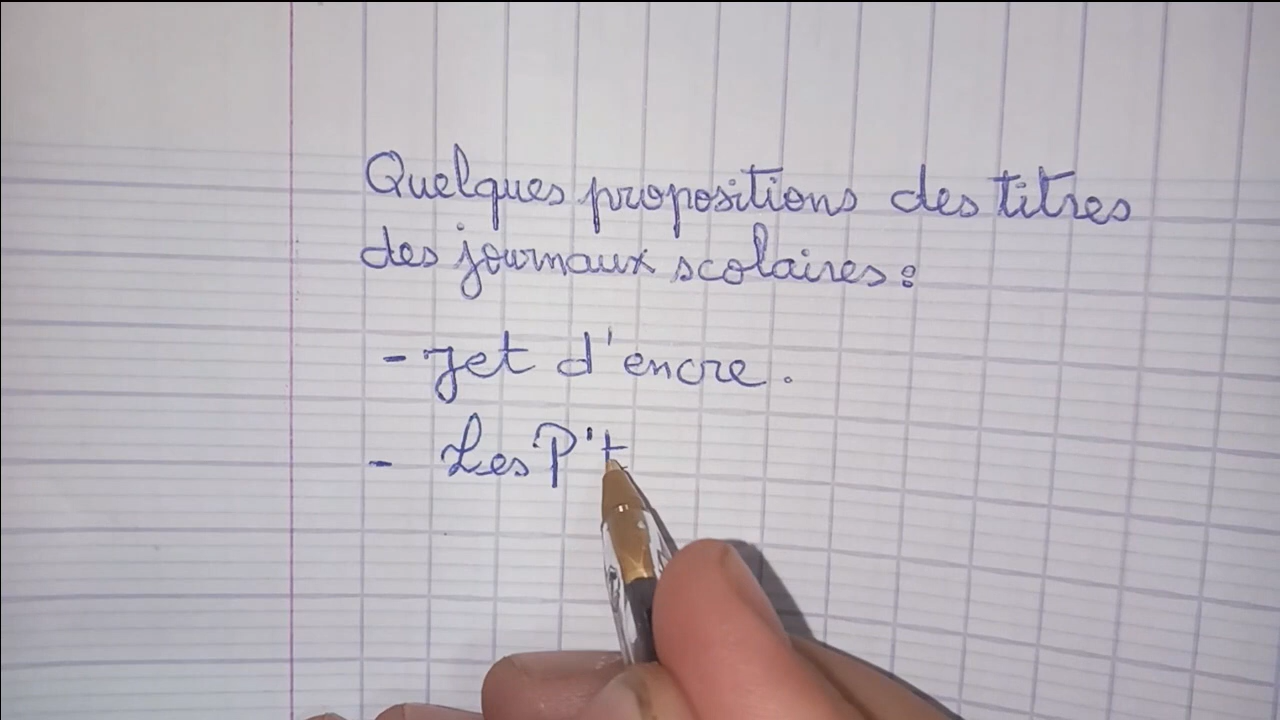 Quelques propositions des titres
des journaux scolaires :
- Jet d'encre.
- Les P't